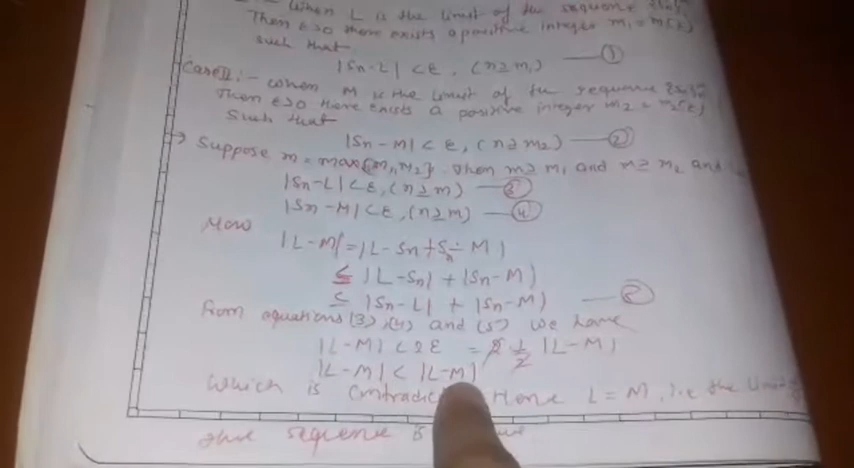 When L is the limit of the sequence
Then ε>0 there exists a positive integer m₁ = m(ε)
such that
|Sn-L| < ε, (n≥m₁) — ①
Case II :- when M is the limit of the sequence
Then ε>0 there exists a positive integer m₂ = m₂(ε)
Such that
|Sn-M| < ε, (n≥m₂) — ②
→ Suppose m = max{m₁,m₂}. then m≥m₁ and m≥m₂ and
|Sn-L| < ε, (n≥m) — ③
|Sn-M| < ε, (n≥m) — ④
Now
|L-M| = |L-Sn+Sn-M|
≤ |L-Sn| + |Sn-M|
≤ |Sn-L| + |Sn-M| —
from equations (3), (4) and (5) we have
|L-M| < 2ε = 2 1/2 |L-M|
|L-M| < |L-M|
Which is Hence L = M, i.e the limit
the sequence is